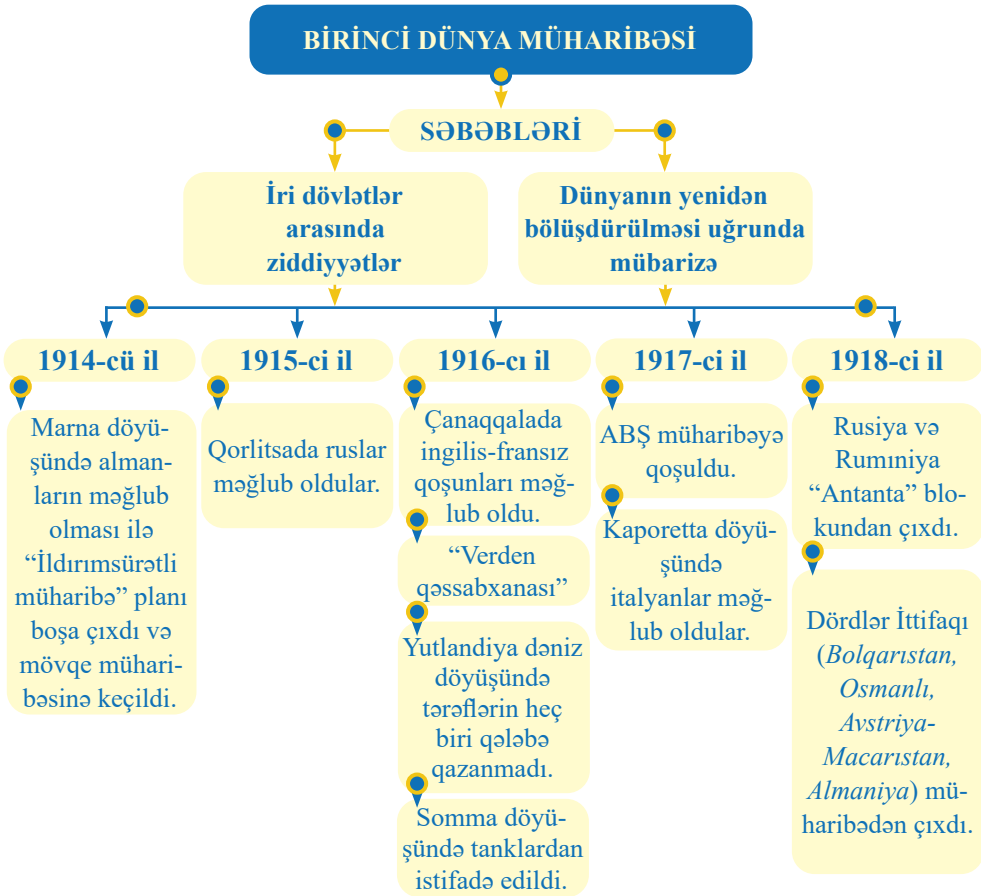 BİRİNCİ DÜNYA MÜHARİBƏSİ
SƏBƏBLƏRİ
İri dövlətlər
arasında
ziddiyyətlər
Dünyanın yenidən
bölüşdürülməsi uğrunda
mübarizə
1914-cü il
Marna döyü-
şündə alman-
ların məğlub
olması ilə
“İldırımsürətli
müharibə” planı
boşa çıxdı və
mövqe mühari-
bəsinə keçildi.
1915-ci il
Qorlitsada ruslar
məğlub oldular.
1916-cı il
Çanaqqalada
ingilis-fransız
qoşunları məğ-
lub oldu.
“Verden
qəssabxanası”
Yutlandiya dəniz
döyüşündə
tərəflərin heç
biri qələbə
qazanmadı.
Somma döyü-
şündə tanklardan
istifadə edildi.
1917-ci il
ABŞ müharibəyə
qoşuldu.
Kaporetta döyü-
şündə
italyanlar məğ-
lub oldular.
1918-ci il
Rusiya və
Rumıniya
“Antanta” blo-
kundan çıxdı.
Dördlər İttifaqı
(Bolqarıstan,
Osmanlı,
Avstriya-
Macarıstan,
Almaniya) mü-
haribədən çıxdı.